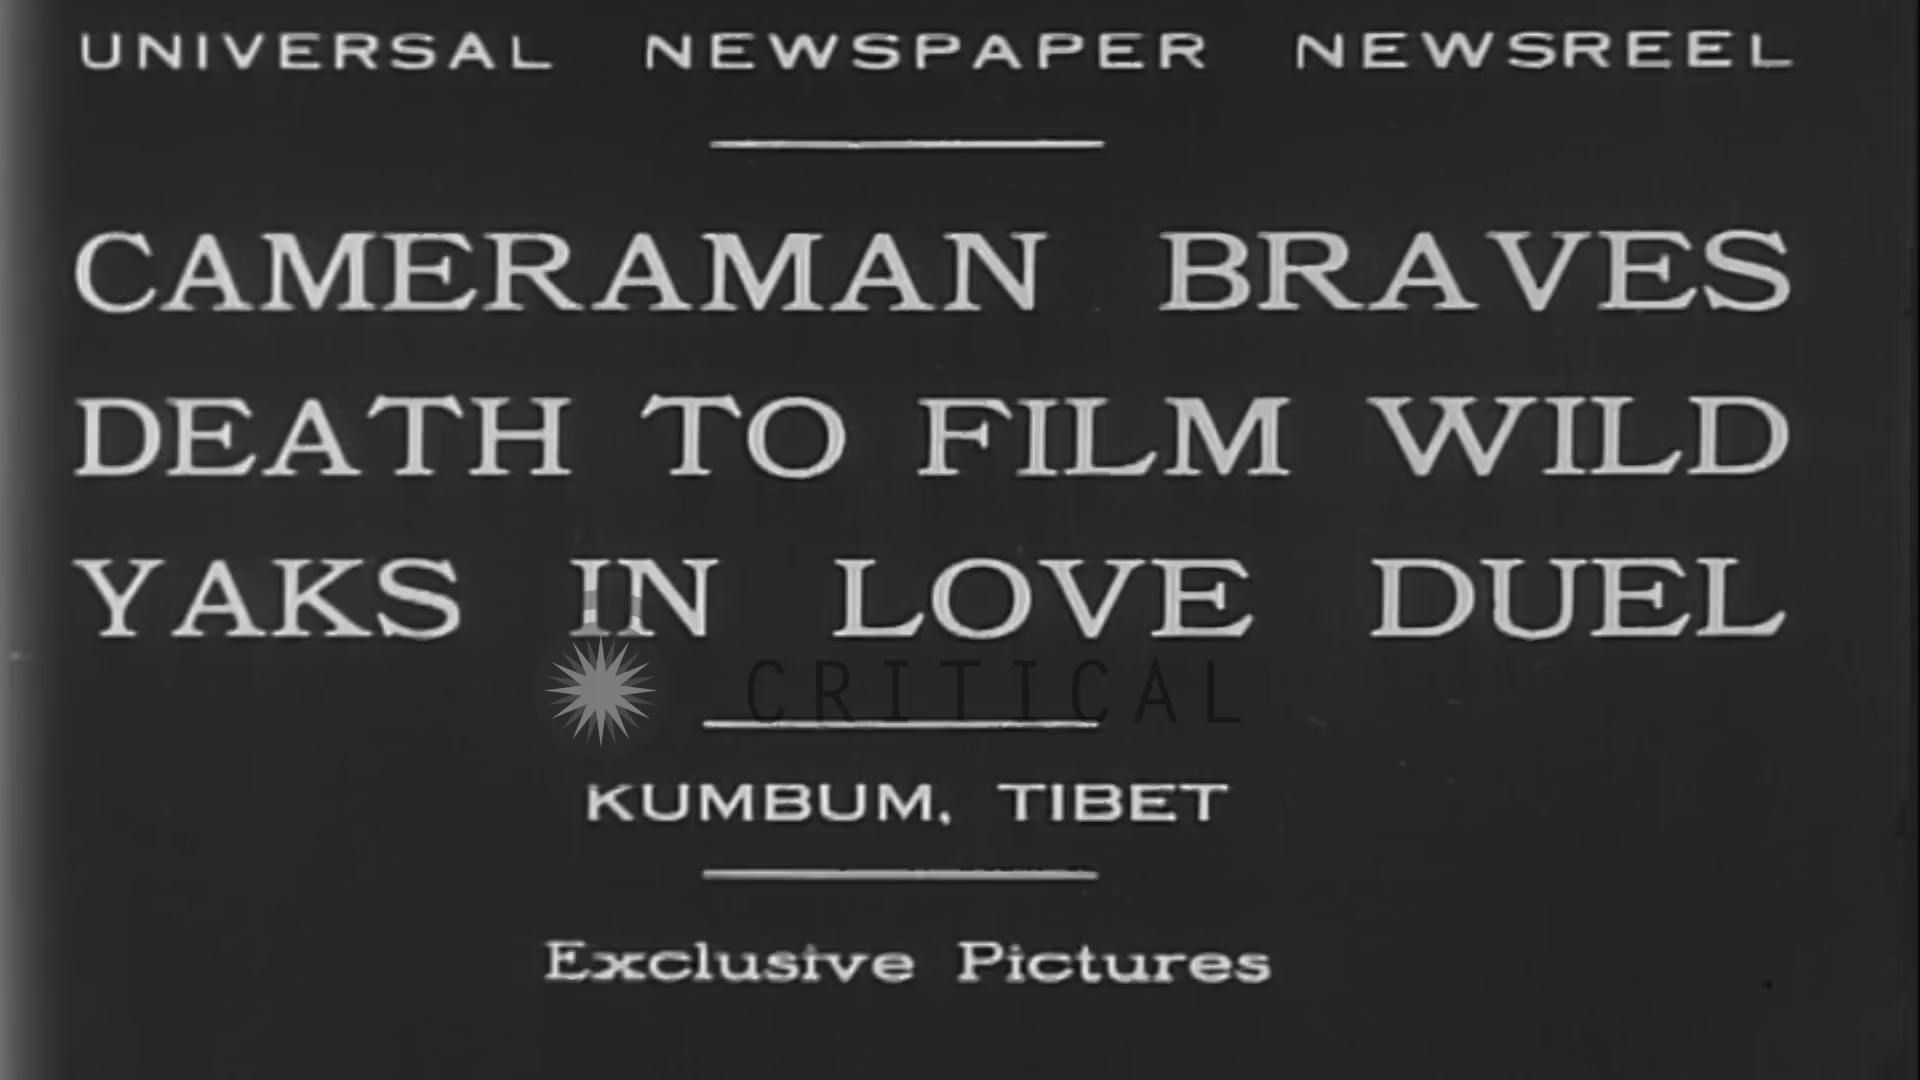 UNIVERSAL NEWSPAPER NEWSREEL
CAMERAMAN BRAVES
DEATH TO FILM WILD
YAKS IN LOVE DUEL
CRITICAL
KUMBUM, TIBET
Exclusive Pictures